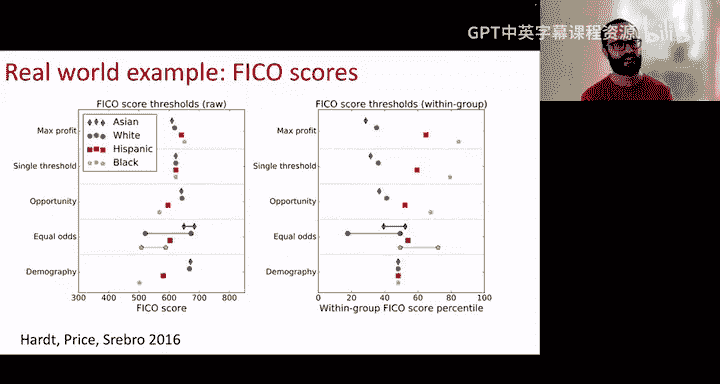 GPT中英字幕课程资源
bilibili
Real world example: FICO scores
FICO score thresholds (raw)
Asian
White
Hispanic
Black
Max profit
Single threshold
Opportunity
Equal odds
Demography
300 400 500 600 700 800
FICO score
FICO score thresholds (within-group)
Max profit
Single threshold
Opportunity
Equal odds
Demography
0 20 40 60 80 100
Within-group FICO score percentile
Hardt, Price, Srebro 2016